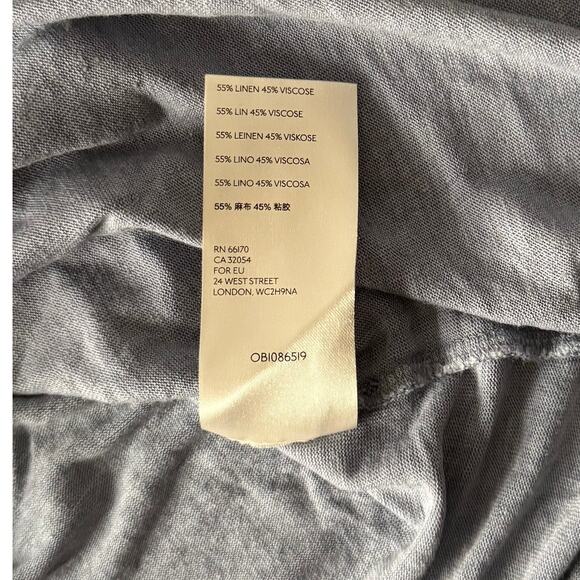 55% LINEN 45% VISCOSE
55% LIN 45% VISCOSE
55% LEINEN 45% VISKOSE
55% LINO 45% VISCOSA
55% LINO 45% VISCOSA
55% 麻布 45% 粘胶
RN 66170
CA 32054
FOR EU
24 WEST STREET
LONDON, WC2H9NA
OB1086519